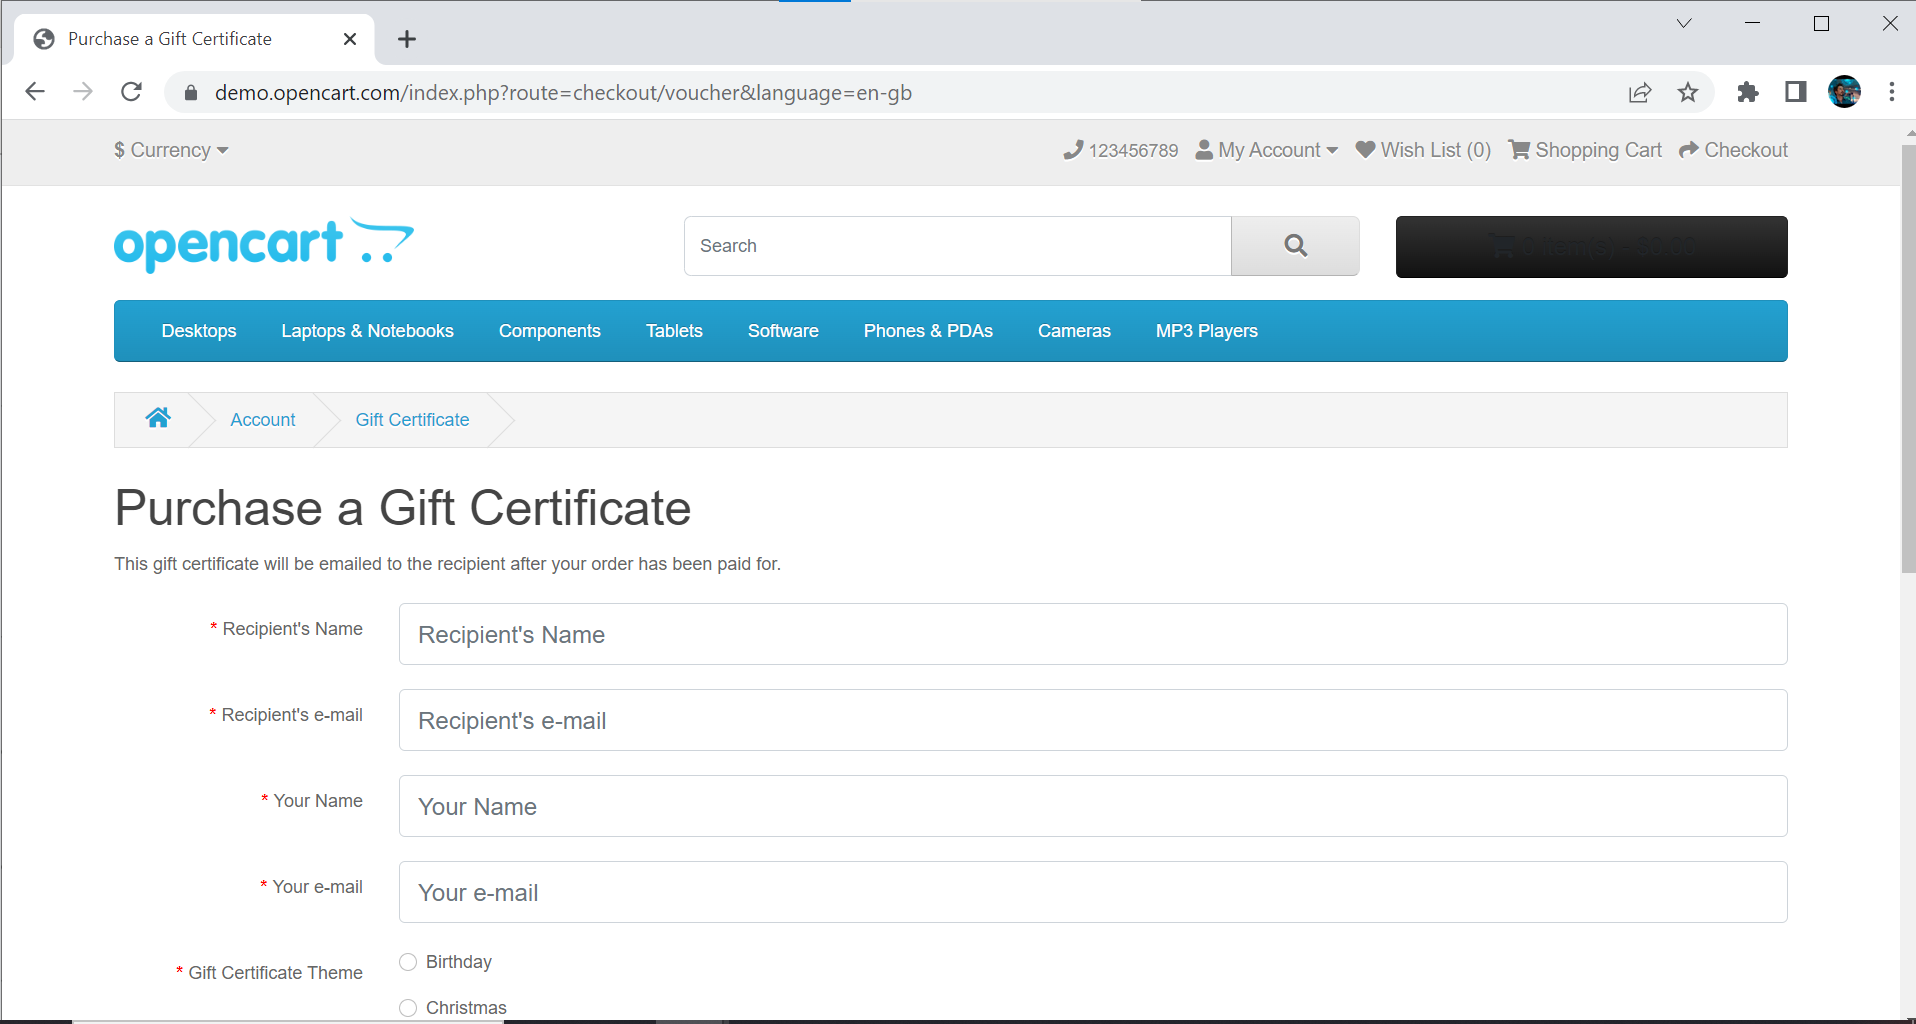 Purchase a Gift Certificate
demo.opencart.com/index.php?route=checkout/voucher&language=en-gb
$ Currency 123456789 My Account Wish List (0) Shopping Cart Checkout
opencart Search 0 item(s) - $0.00
Desktops Laptops & Notebooks Components Tablets Software Phones & PDAs Cameras MP3 Players
Account Gift Certificate
Purchase a Gift Certificate
This gift certificate will be emailed to the recipient after your order has been paid for.
* Recipient's Name Recipient's Name
* Recipient's e-mail Recipient's e-mail
* Your Name Your Name
* Your e-mail Your e-mail
* Gift Certificate Theme Birthday
Christmas